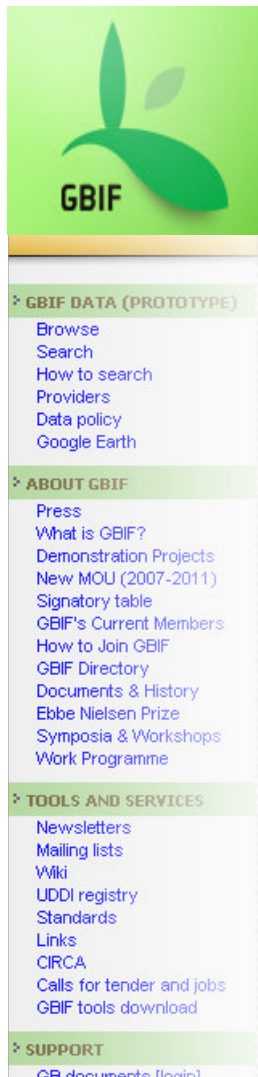 GBIF
GBIF DATA (PROTOTYPE)
Browse
Search
How to search
Providers
Data policy
Google Earth
ABOUT GBIF
Press
What is GBIF?
Demonstration Projects
New MOU (2007-2011)
Signatory table
GBIF's Current Members
How to Join GBIF
GBIF Directory
Documents & History
Ebbe Nielsen Prize
Symposia & Workshops
Work Programme
TOOLS AND SERVICES
Newsletters
Mailing lists
Wiki
UDDI registry
Standards
Links
CIRCA
Calls for tender and jobs
GBIF tools download
SUPPORT
GB documents [login]